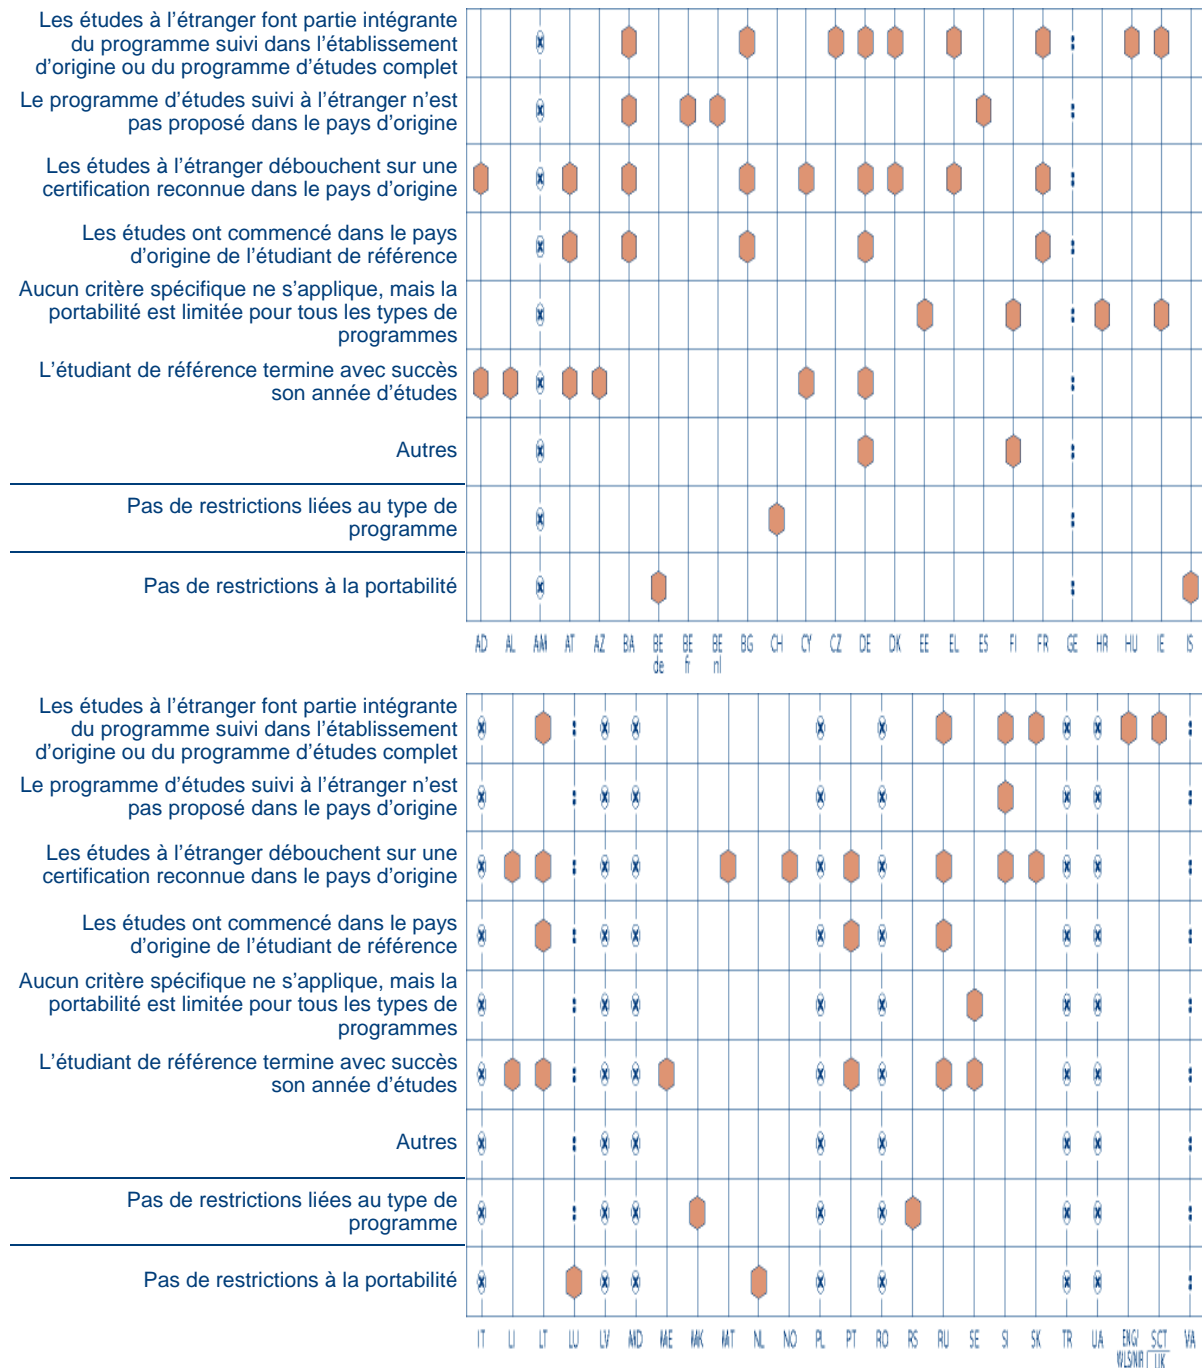 Les études à l'étranger font partie intégrante
du programme suivi dans l'établissement
d'origine ou du programme d'études complet
Le programme d'études suivi à l'étranger n'est
pas proposé dans le pays d'origine
Les études à l'étranger débouchent sur une
certification reconnue dans le pays d'origine
Les études ont commencé dans le pays
d'origine de l'étudiant de référence
Aucun critère spécifique ne s'applique, mais la
portabilité est limitée pour tous les types de
programmes
L'étudiant de référence termine avec succès
son année d'études
Autres
Pas de restrictions liées au type de
programme
Pas de restrictions à la portabilité
AD AL AM AT AZ BA BE BE BE BG CH CY CZ DE DK EE EL ES FI FR GE HR HU IE IS
de fr nl
Les études à l'étranger font partie intégrante
du programme suivi dans l'établissement
d'origine ou du programme d'études complet
Le programme d'études suivi à l'étranger n'est
pas proposé dans le pays d'origine
Les études à l'étranger débouchent sur une
certification reconnue dans le pays d'origine
Les études ont commencé dans le pays
d'origine de l'étudiant de référence
Aucun critère spécifique ne s'applique, mais la
portabilité est limitée pour tous les types de
programmes
L'étudiant de référence termine avec succès
son année d'études
Autres
Pas de restrictions liées au type de
programme
Pas de restrictions à la portabilité
IT LI LT LU LV MD ME MK MT NL NO PL PT RO RS RU SE SI SK TR UA ENG/ SCT VA
WLS/NIR UK